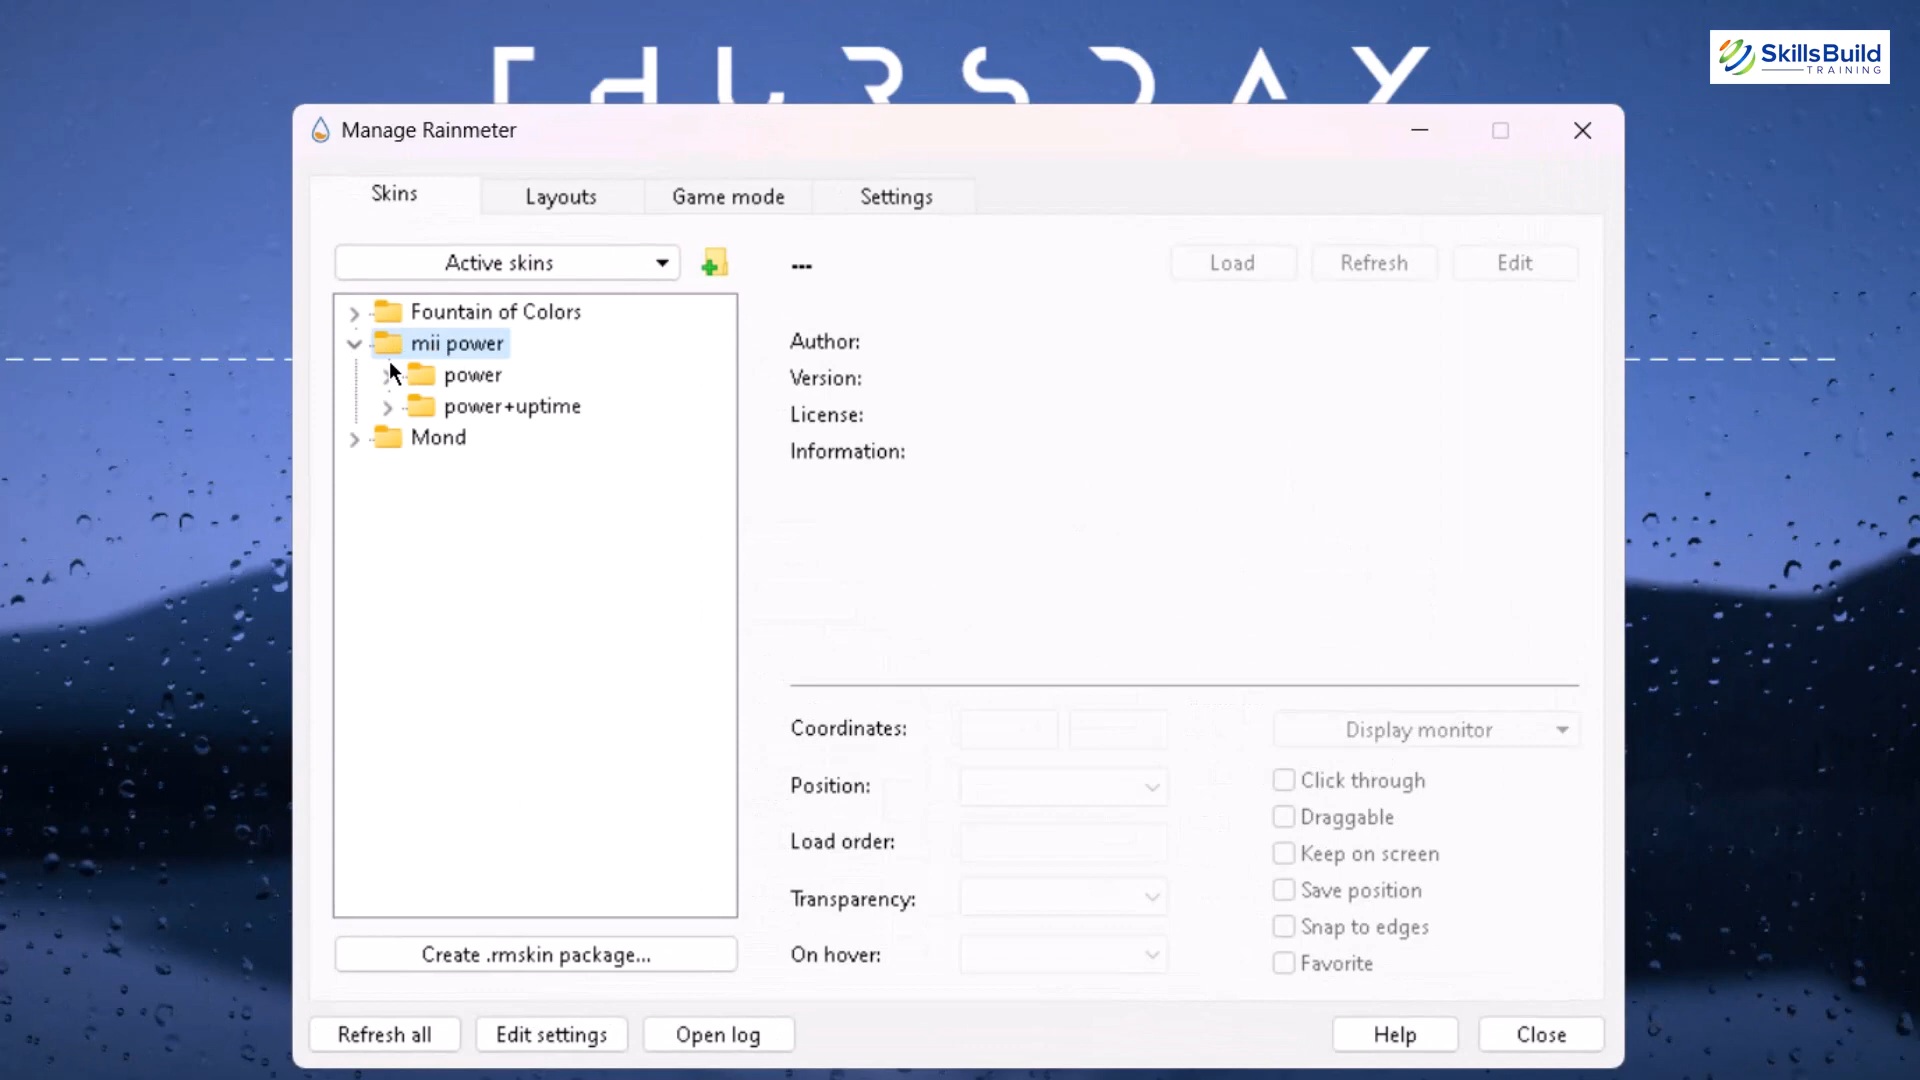 THURSDAY
SkillsBuild
TRAINING
Manage Rainmeter
Skins
Layouts
Game mode
Settings
Active skins
---
Load
Refresh
Edit
Fountain of Colors
mii power
power
power+uptime
Mond
Author:
Version:
License:
Information:
Coordinates:
Display monitor
Position:
Click through
Draggable
Load order:
Keep on screen
Transparency:
Save position
Snap to edges
On hover:
Favorite
Create .rmskin package...
Refresh all
Edit settings
Open log
Help
Close